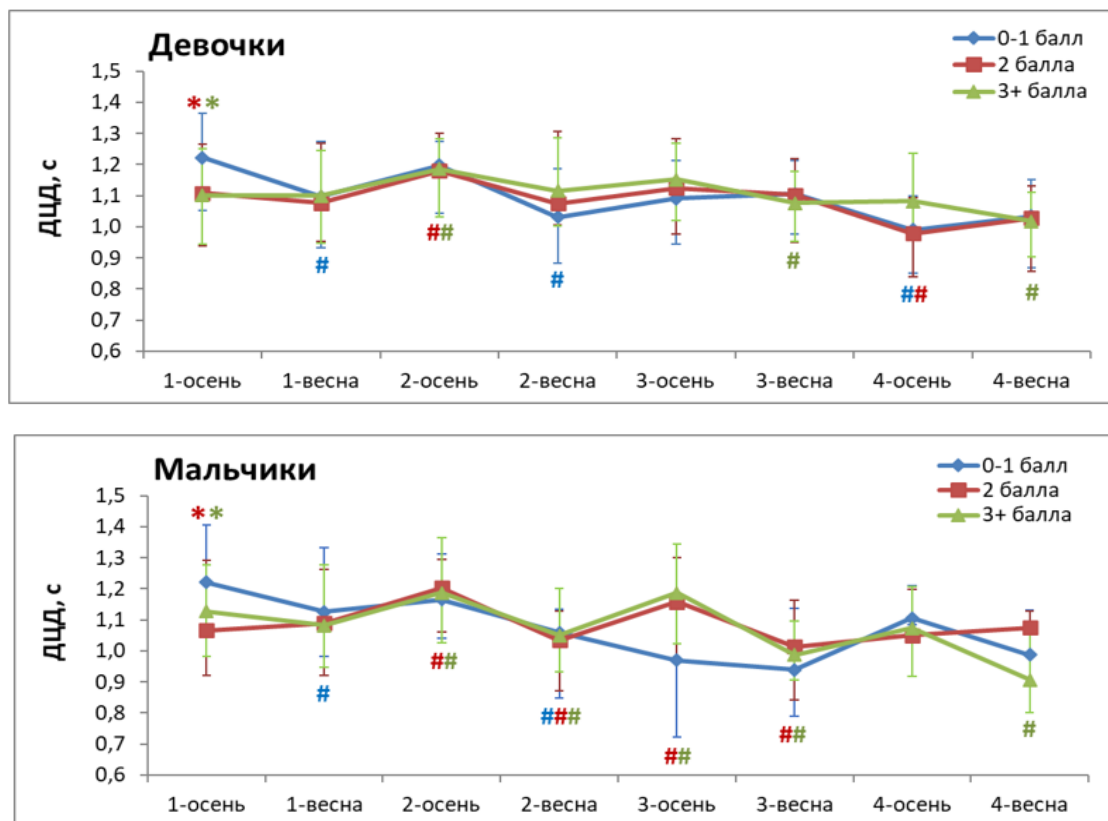 Девочки
0-1 балл
2 балла
3+ балла
ДЦД, с
1,5
1,4
1,3
1,2
1,1
1,0
0,9
0,8
0,7
0,6
* *
#
##
#
#
##
#
1-осень 1-весна 2-осень 2-весна 3-осень 3-весна 4-осень 4-весна
Мальчики
0-1 балл
2 балла
3+ балла
ДЦД, с
1,5
1,4
1,3
1,2
1,1
1,0
0,9
0,8
0,7
0,6
* *
#
##
###
##
##
#
1-осень 1-весна 2-осень 2-весна 3-осень 3-весна 4-осень 4-весна